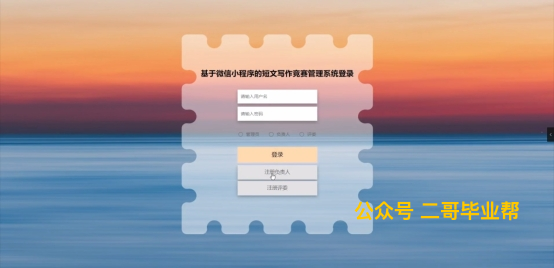 基于微信小程序的短文写作竞赛管理系统登录
请输入用户名
请输入密码
管理员 负责人 评委
登录
注册负责人
注册评委
公众号 二哥毕业帮